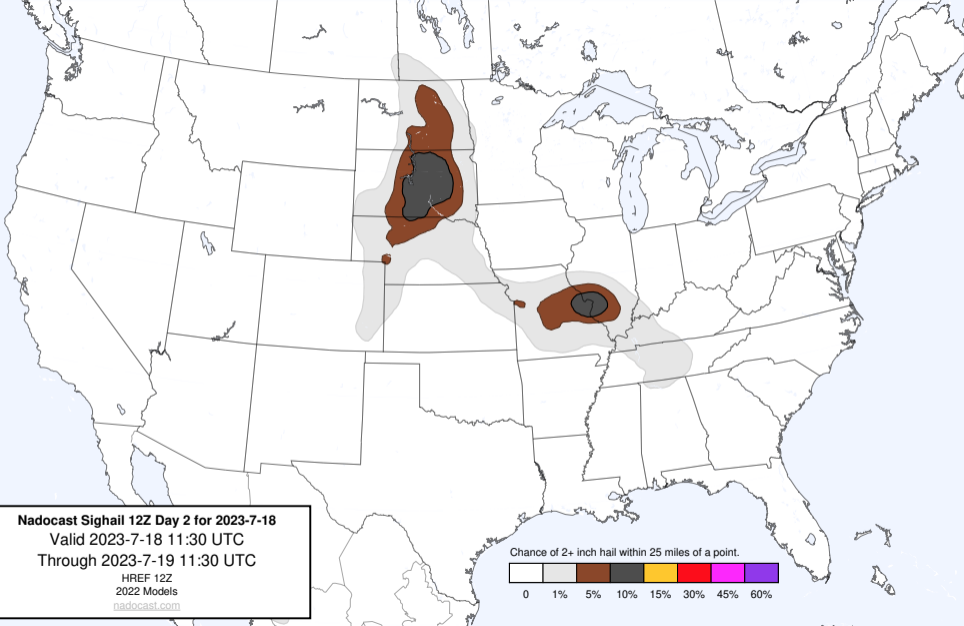 Nadocast Sighail 12Z Day 2 for 2023-7-18
Valid 2023-7-18 11:30 UTC
Through 2023-7-19 11:30 UTC
HREF 12Z
2022 Models
nadocast.com
Chance of 2+ inch hail within 25 miles of a point.
0 1% 5% 10% 15% 30% 45% 60%